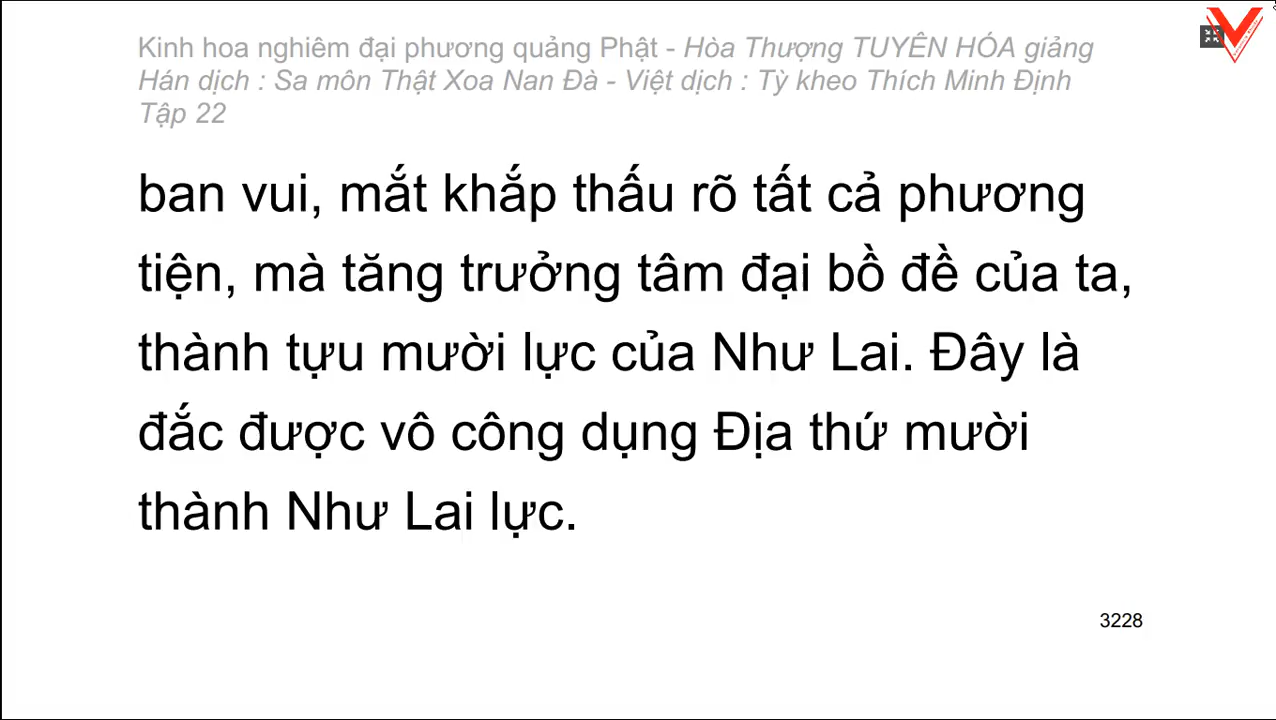 Kinh hoa nghiêm đại phương quảng Phật - Hòa Thượng TUYÊN HÓA giảng
Hán dịch : Sa môn Thật Xoa Nan Đà - Việt dịch : Tỳ kheo Thích Minh Định
Tập 22
ban vui, mắt khắp thấu rõ tất cả phương
tiện, mà tăng trưởng tâm đại bồ đề của ta,
thành tựu mười lực của Như Lai. Đây là
đắc được vô công dụng Địa thứ mười
thành Như Lai lực.
3228